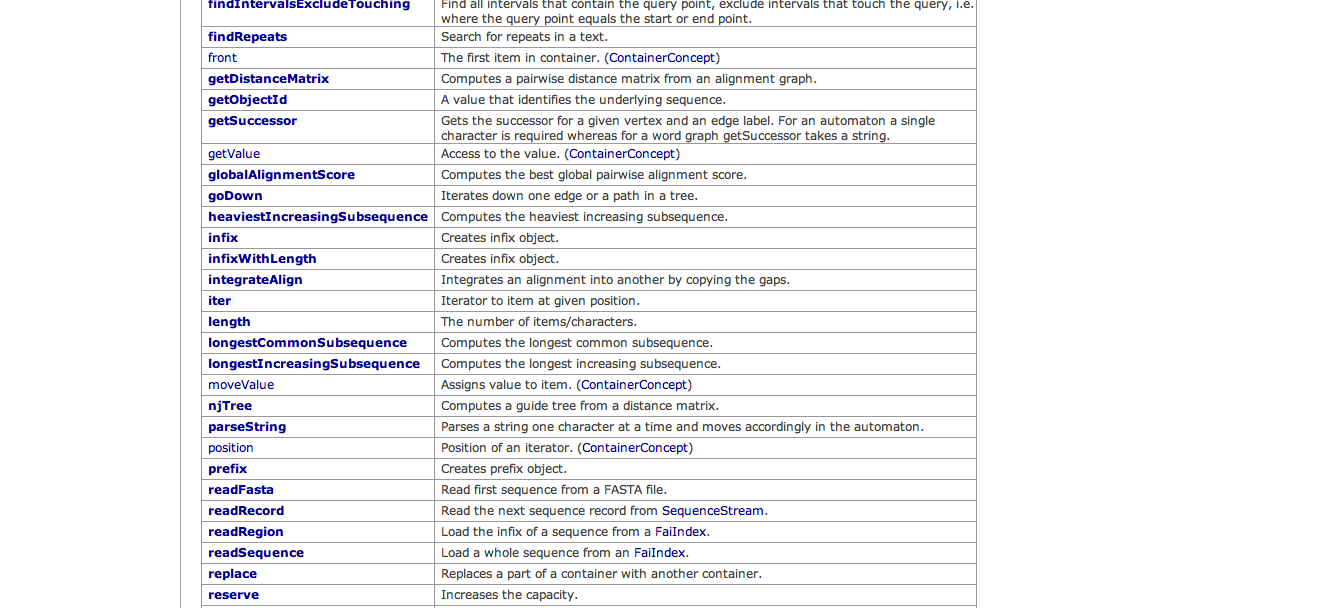 findIntervalsExcludeTouching Find all intervals that contain the query point, exclude intervals that touch the query, i.e.
where the query point equals the start or end point.
findRepeats Search for repeats in a text.
front The first item in container. (ContainerConcept)
getDistanceMatrix Computes a pairwise distance matrix from an alignment graph.
getObjectId A value that identifies the underlying sequence.
getSuccessor Gets the successor for a given vertex and an edge label. For an automaton a single
character is required whereas for a word graph getSuccessor takes a string.
getValue Access to the value. (ContainerConcept)
globalAlignmentScore Computes the best global pairwise alignment score.
goDown Iterates down one edge or a path in a tree.
heaviestIncreasingSubsequence Computes the heaviest increasing subsequence.
infix Creates infix object.
infixWithLength Creates infix object.
integrateAlign Integrates an alignment into another by copying the gaps.
iter Iterator to item at given position.
length The number of items/characters.
longestCommonSubsequence Computes the longest common subsequence.
longestIncreasingSubsequence Computes the longest increasing subsequence.
moveValue Assigns value to item. (ContainerConcept)
njTree Computes a guide tree from a distance matrix.
parseString Parses a string one character at a time and moves accordingly in the automaton.
position Position of an iterator. (ContainerConcept)
prefix Creates prefix object.
readFasta Read first sequence from a FASTA file.
readRecord Read the next sequence record from SequenceStream.
readRegion Load the infix of a sequence from a FaiIndex.
readSequence Load a whole sequence from an FaiIndex.
replace Replaces a part of a container with another container.
reserve Increases the capacity.